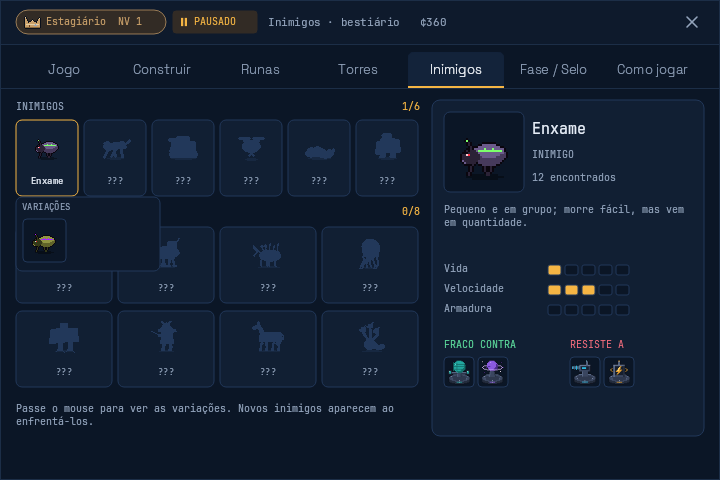 Estagiário NV 1
PAUSADO
Inimigos · bestiário $360
Jogo
Construir
Runas
Torres
Inimigos
Fase / Selo
Como jogar
INIMIGOS
1/6
Enxame
???
???
???
???
???
VARIAÇÕES
0/8
???
???
???
???
???
???
???
???
Passe o mouse para ver as variações. Novos inimigos aparecem ao
enfrentá-los.
Enxame
INIMIGO
12 encontrados
Pequeno e em grupo; morre fácil, mas vem
em quantidade.
Vida
Velocidade
Armadura
FRACO CONTRA
RESISTE A